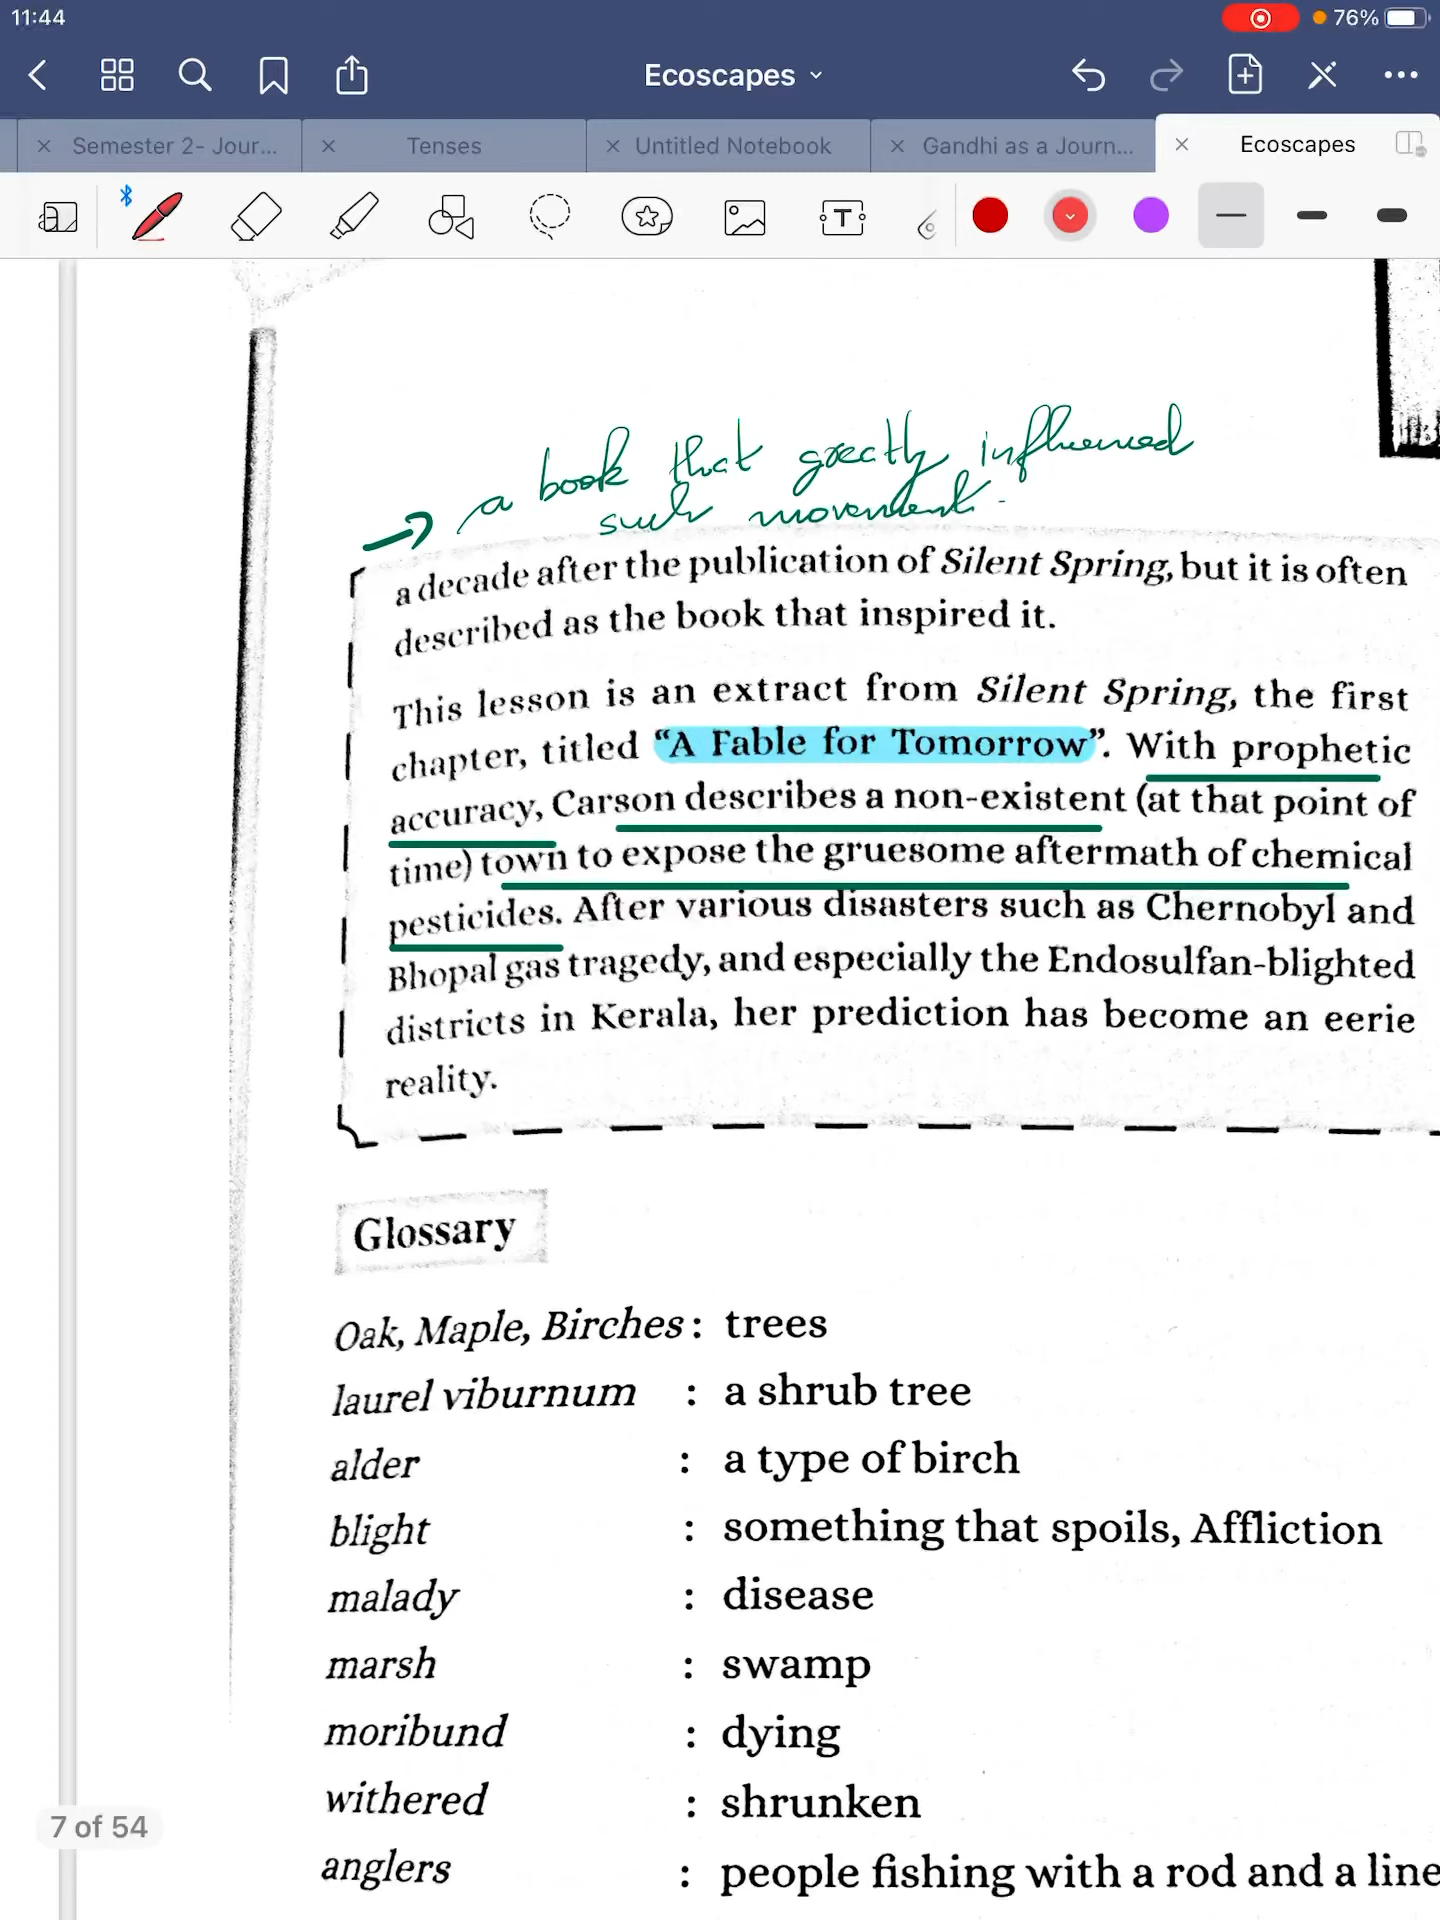 11:44
76%
Ecoscapes
Semester 2- Jour...
Tenses
Untitled Notebook
Gandhi as a Journ...
Ecoscapes
a book that greatly influenced
such movement.
a decade after the publication of Silent Spring, but it is often
described as the book that inspired it.
This lesson is an extract from Silent Spring, the first
chapter, titled “A Fable for Tomorrow”. With prophetic
accuracy, Carson describes a non-existent (at that point of
time) town to expose the gruesome aftermath of chemical
pesticides. After various disasters such as Chernobyl and
Bhopal gas tragedy, and especially the Endosulfan-blighted
districts in Kerala, her prediction has become an eerie
reality.
Glossary
Oak, Maple, Birches : trees
laurel viburnum : a shrub tree
alder : a type of birch
blight : something that spoils, Affliction
malady : disease
marsh : swamp
moribund : dying
withered : shrunken
anglers : people fishing with a rod and a line
7 of 54